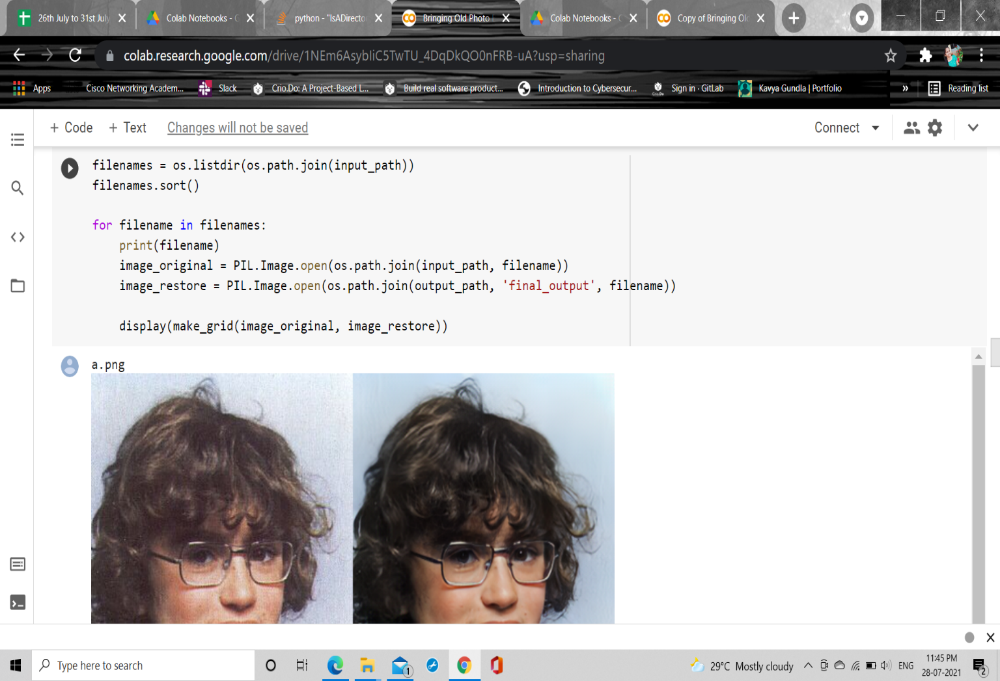 26th July to 31st July
Colab Notebooks - G
python - "IsADirecto
Bringing Old Photo
Colab Notebooks -
Copy of Bringing Ol
colab.research.google.com/drive/1NEm6AsybIiC5TwTU_4DqDkQO0nFRB-uA?usp=sharing
Apps
Cisco Networking Academ...
Slack
Crio.Do: A Project-Based L...
Build real software product...
Introduction to Cybersecur...
Sign in · GitLab
Kavya Gundla | Portfolio
»
Reading list
+ Code + Text Changes will not be saved
Connect
filenames = os.listdir(os.path.join(input_path))
filenames.sort()
for filename in filenames:
print(filename)
image_original = PIL.Image.open(os.path.join(input_path, filename))
image_restore = PIL.Image.open(os.path.join(output_path, 'final_output', filename))
display(make_grid(image_original, image_restore))
a.png
Type here to search
1
29°C Mostly cloudy
ENG
11:45 PM
28-07-2021
2